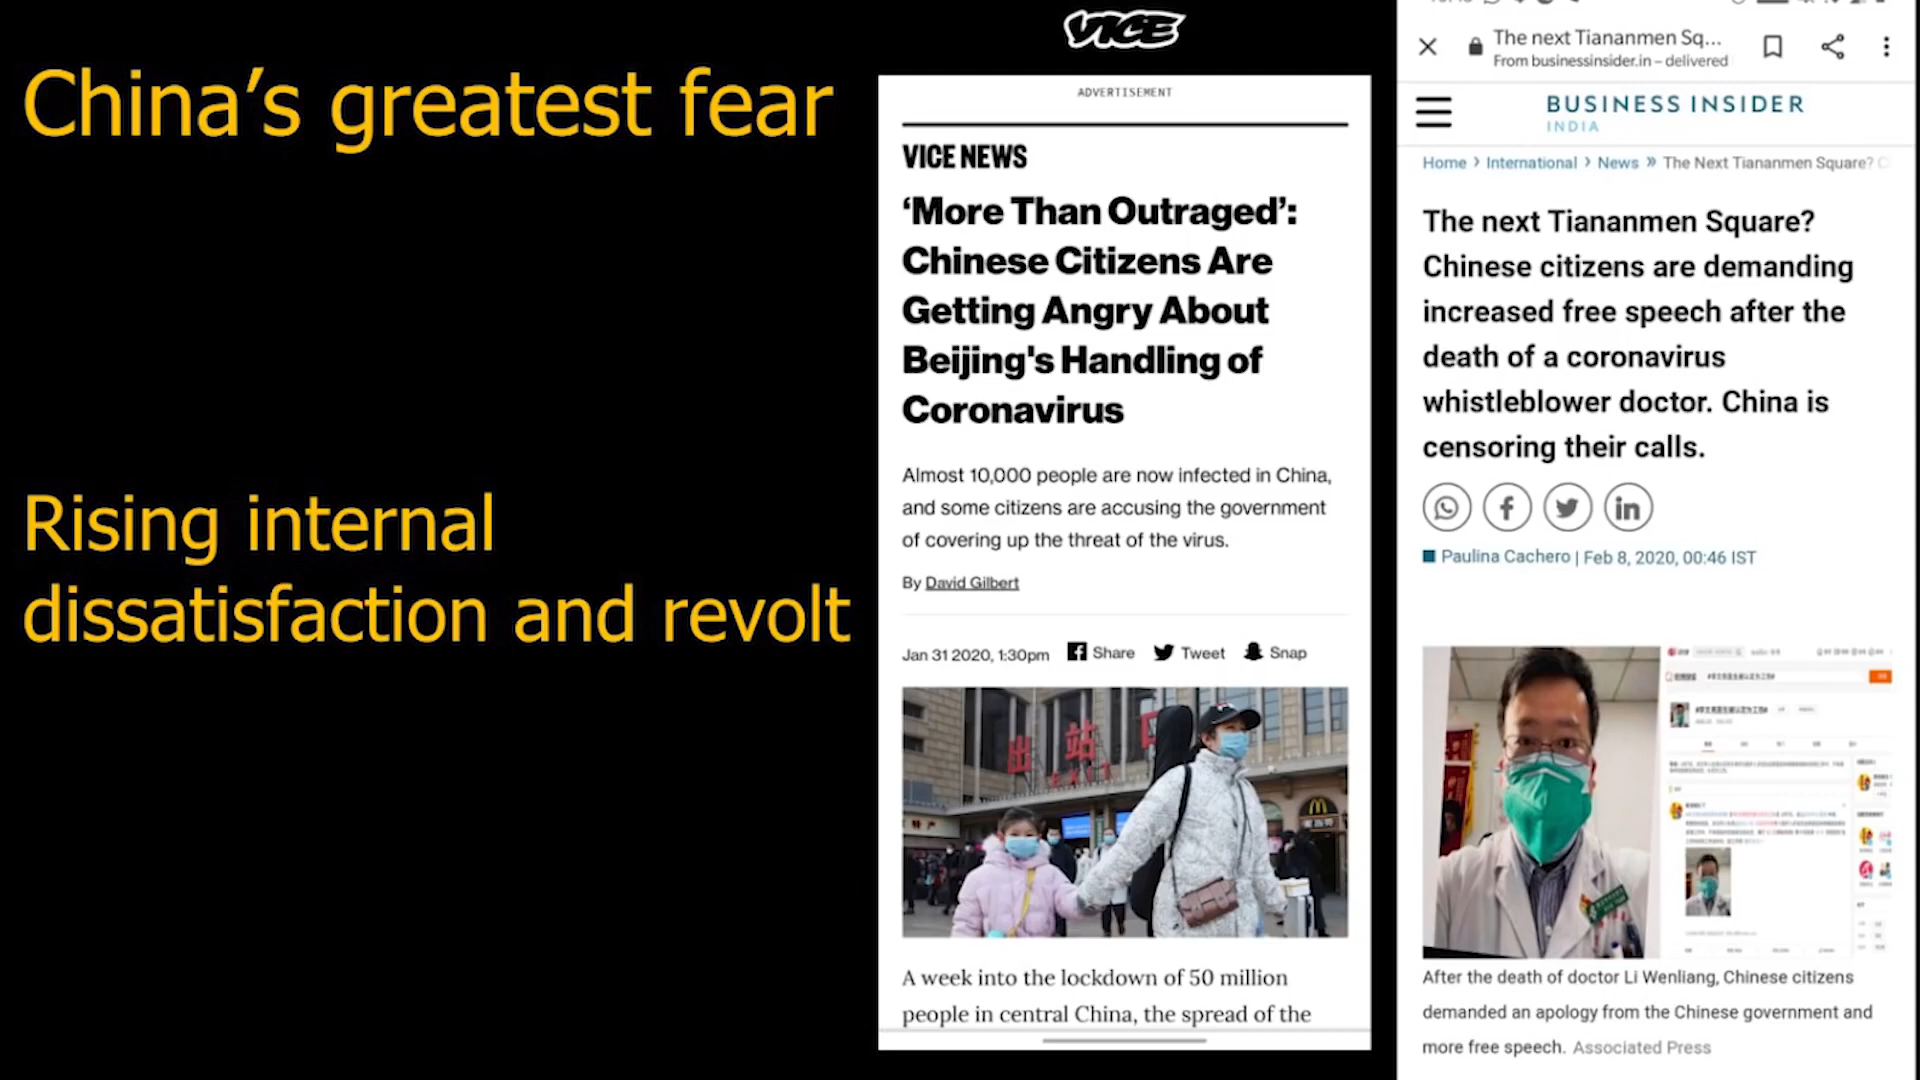 China's greatest fear
Rising internal
dissatisfaction and revolt
VICE
ADVERTISEMENT
VICE NEWS
‘More Than Outraged’:
Chinese Citizens Are
Getting Angry About
Beijing's Handling of
Coronavirus
Almost 10,000 people are now infected in China,
and some citizens are accusing the government
of covering up the threat of the virus.
By David Gilbert
Jan 31 2020, 1:30pm Share Tweet Snap
出站口
EXIT
A week into the lockdown of 50 million
people in central China, the spread of the
The next Tiananmen Sq...
From businessinsider.in – delivered
BUSINESS INSIDER
INDIA
Home > International > News » The Next Tiananmen Square?
The next Tiananmen Square?
Chinese citizens are demanding
increased free speech after the
death of a coronavirus
whistleblower doctor. China is
censoring their calls.
Paulina Cachero | Feb 8, 2020, 00:46 IST
After the death of doctor Li Wenliang, Chinese citizens
demanded an apology from the Chinese government and
more free speech. Associated Press